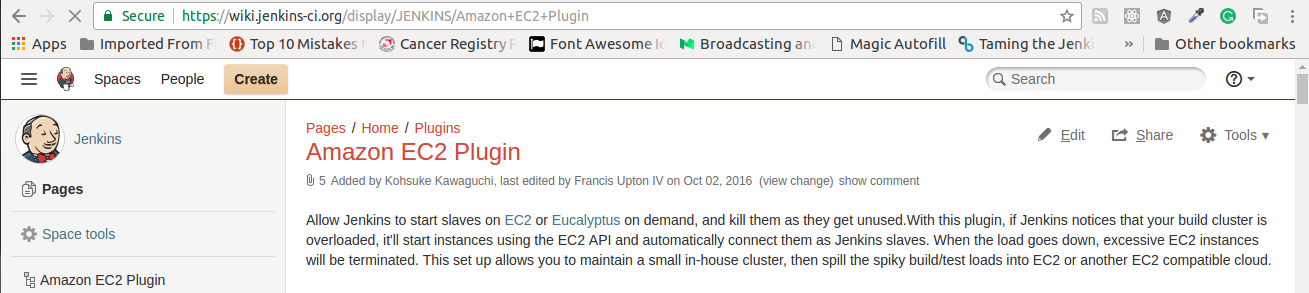 Secure https://wiki.jenkins-ci.org/display/JENKINS/Amazon+EC2+Plugin
Apps Imported From F Top 10 Mistakes Cancer Registry P Font Awesome Ic Broadcasting and Magic Autofill Taming the Jenki » Other bookmarks
Spaces People Create Search
Jenkins
Pages
Space tools
Amazon EC2 Plugin
Pages / Home / Plugins
Edit Share Tools
Amazon EC2 Plugin
5 Added by Kohsuke Kawaguchi, last edited by Francis Upton IV on Oct 02, 2016 (view change) show comment
Allow Jenkins to start slaves on EC2 or Eucalyptus on demand, and kill them as they get unused.With this plugin, if Jenkins notices that your build cluster is
overloaded, it'll start instances using the EC2 API and automatically connect them as Jenkins slaves. When the load goes down, excessive EC2 instances
will be terminated. This set up allows you to maintain a small in-house cluster, then spill the spiky build/test loads into EC2 or another EC2 compatible cloud.